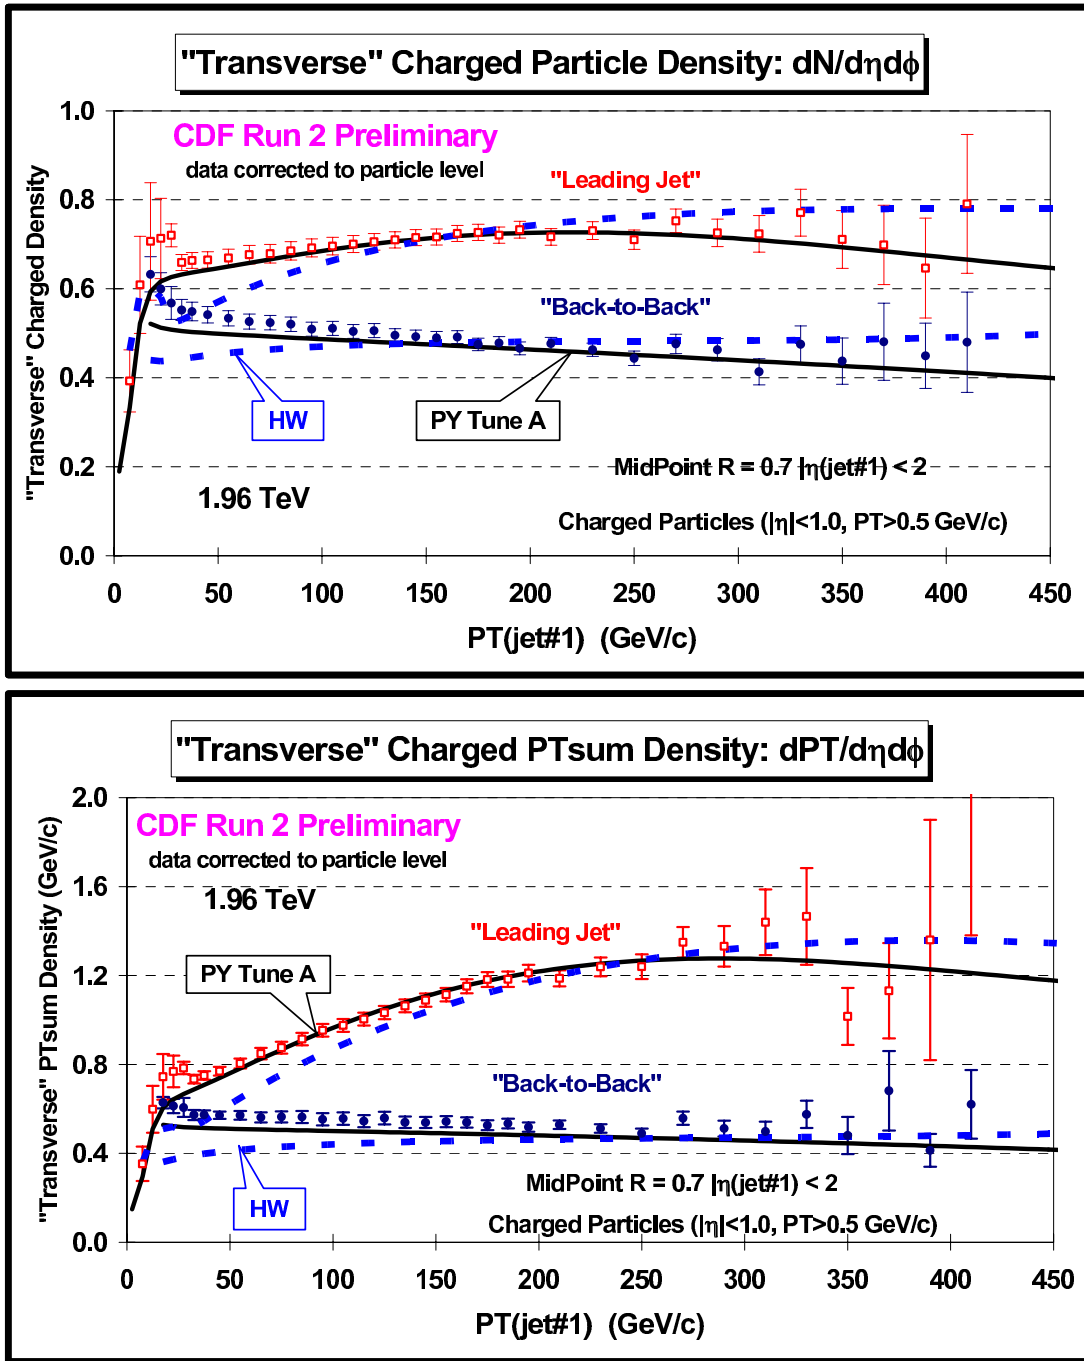 "Transverse" Charged Particle Density: dN/dηdϕ
1.0
CDF Run 2 Preliminary
data corrected to particle level
"Leading Jet"
0.8
0.6
"Back-to-Back"
0.4
HW
PY Tune A
MidPoint R = 0.7 |η(jet#1) < 2
0.2
1.96 TeV
Charged Particles (|η|<1.0, PT>0.5 GeV/c)
0.0
"Transverse" Charged Density
0 50 100 150 200 250 300 350 400 450
PT(jet#1) (GeV/c)
"Transverse" Charged PTsum Density: dPT/dηdϕ
2.0
CDF Run 2 Preliminary
data corrected to particle level
1.6
1.96 TeV
"Leading Jet"
PY Tune A
1.2
0.8
"Back-to-Back"
0.4
MidPoint R = 0.7 |η(jet#1) < 2
HW
Charged Particles (|η|<1.0, PT>0.5 GeV/c)
0.0
"Transverse" PTsum Density (GeV/c)
0 50 100 150 200 250 300 350 400 450
PT(jet#1) (GeV/c)